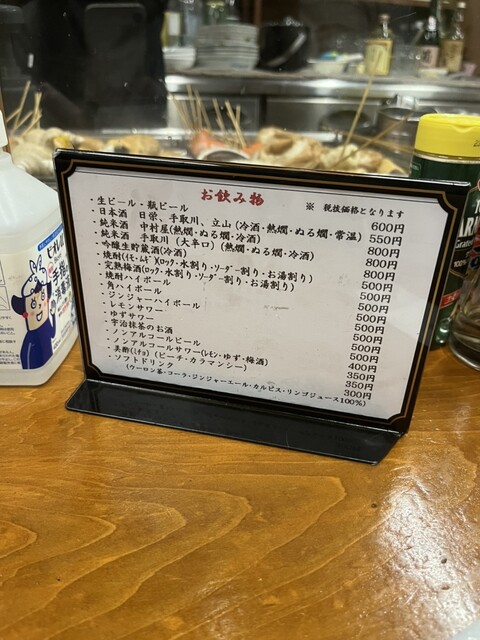 お飲み物
※ 税抜価格となります
・生ビール・瓶ビール 600円
・日本酒 日栄、手取川、立山(冷酒・熱燗・ぬる燗・常温) 550円
・純米酒 中村屋(熱燗・ぬる燗・冷酒) 800円
・純米酒 手取川(大辛口)(熱燗・ぬる燗・冷酒) 800円
・吟醸生貯蔵酒(冷酒) 800円
・焼酎(イモ・ムギ)(ロック・水割り・ソーダー割り・お湯割り) 500円
・完熟梅酒(ロック・水割り・ソーダー割り・お湯割り) 500円
・焼酎ハイボール 500円
・角ハイボール 500円
・ジンジャーハイボール 500円
・レモンサワー 500円
・ゆずサワー 500円
・宇治抹茶のお酒 500円
・ノンアルコールビール 400円
・ノンアルコールサワー(レモン・ゆず・梅酒) 350円
・美酢(ミチョ)(ピーチ・カラマンシー) 350円
・ソフトドリンク 300円
(ウーロン茶・コーラ・ジンジャーエール・カルピス・リンゴジュース100%)